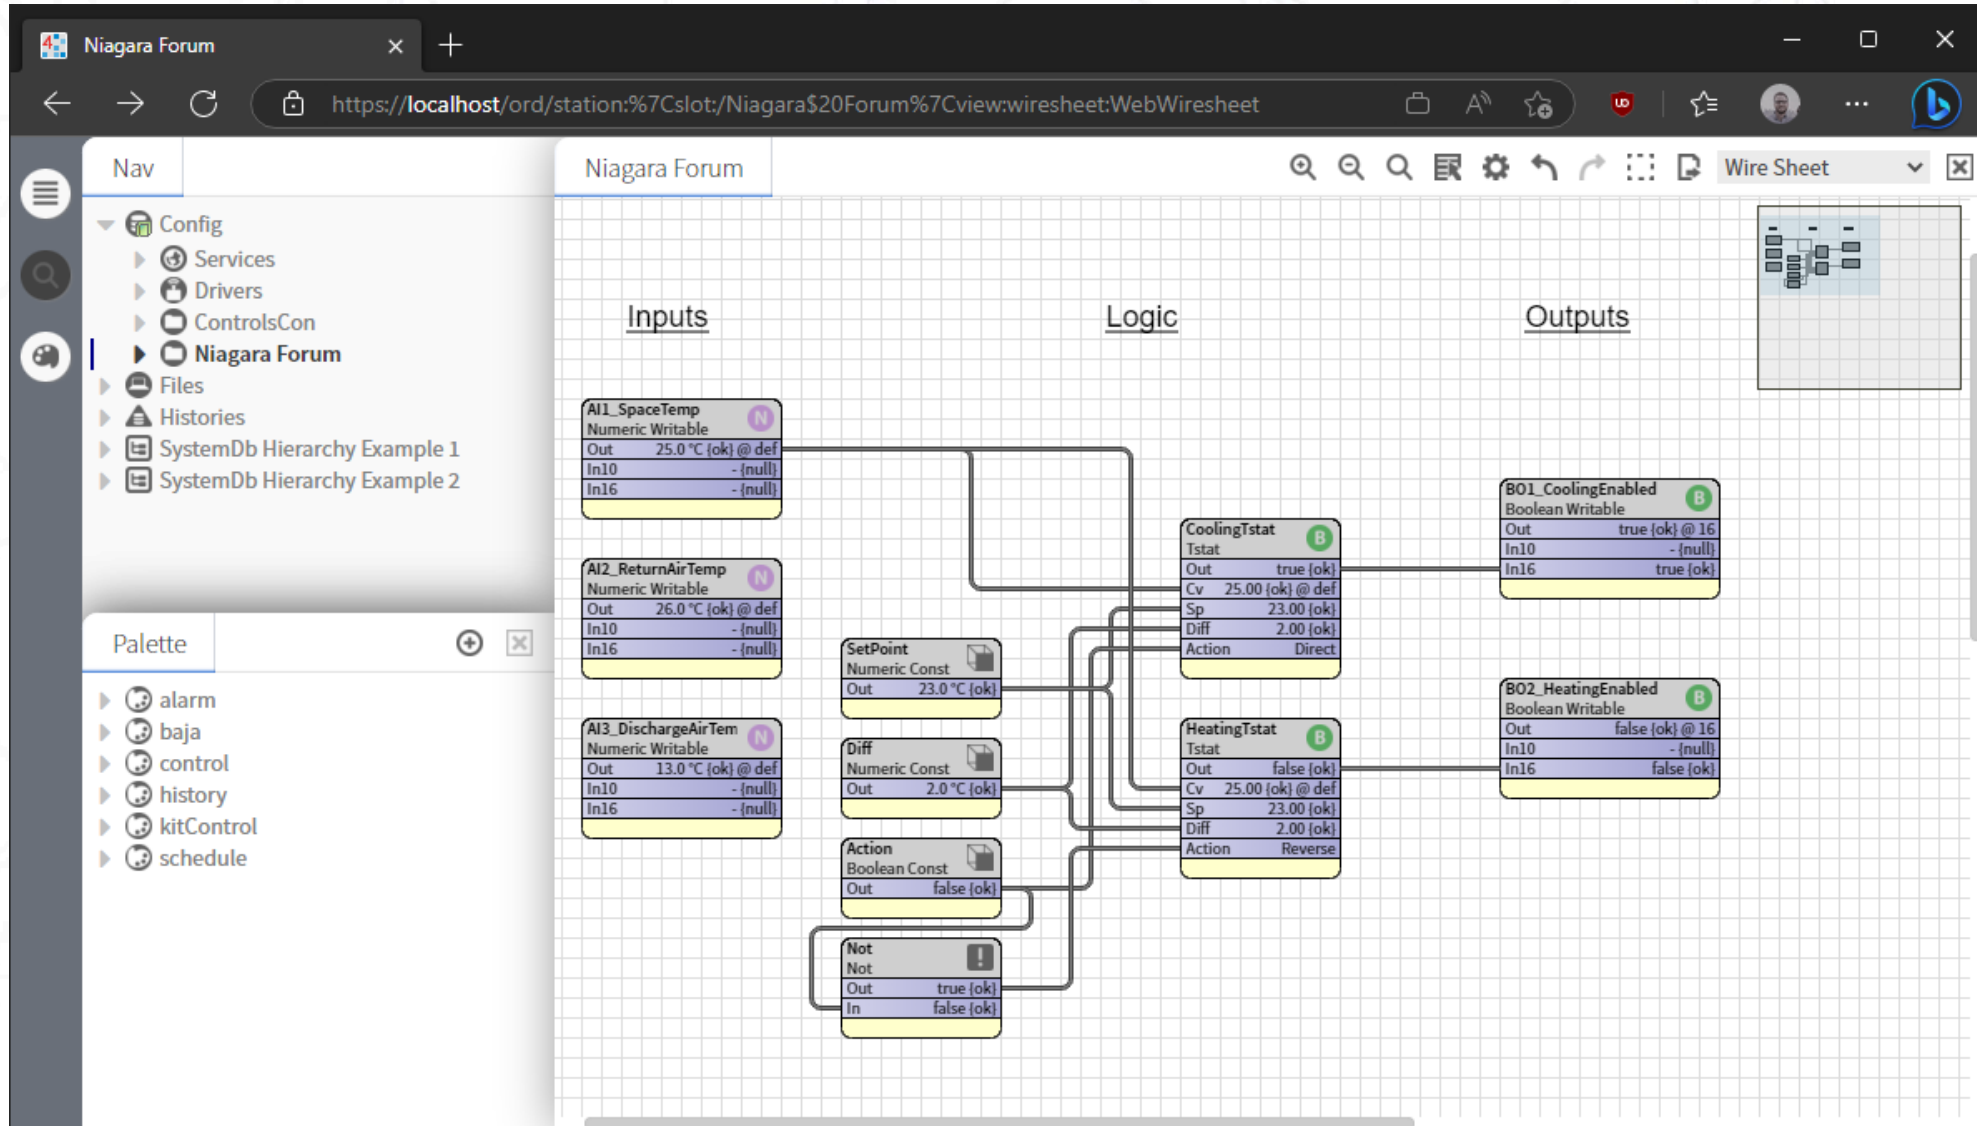 Niagara Forum
https://localhost/ord/station:%7Cslot:/Niagara$20Forum%7Cview:wiresheet:WebWiresheet
Nav
Config
Services
Drivers
ControlsCon
Niagara Forum
Files
Histories
SystemDb Hierarchy Example 1
SystemDb Hierarchy Example 2
Palette
alarm
baja
control
history
kitControl
schedule
Niagara Forum
Wire Sheet
Inputs
Logic
Outputs
AI1_SpaceTemp
Numeric Writable
N
Out 25.0 °C {ok} @ def
In10 - {null}
In16 - {null}
AI2_ReturnAirTemp
Numeric Writable
N
Out 26.0 °C {ok} @ def
In10 - {null}
In16 - {null}
AI3_DischargeAirTem
Numeric Writable
N
Out 13.0 °C {ok} @ def
In10 - {null}
In16 - {null}
SetPoint
Numeric Const
Out 23.0 °C {ok}
Diff
Numeric Const
Out 2.0 °C {ok}
Action
Boolean Const
Out false {ok}
Not
Not
Out true {ok}
In false {ok}
CoolingTstat
Tstat
B
Out true {ok}
Cv 25.00 {ok} @ def
Sp 23.00 {ok}
Diff 2.00 {ok}
Action Direct
HeatingTstat
Tstat
B
Out false {ok}
Cv 25.00 {ok} @ def
Sp 23.00 {ok}
Diff 2.00 {ok}
Action Reverse
BO1_CoolingEnabled
Boolean Writable
B
Out true {ok} @ 16
In10 - {null}
In16 true {ok}
BO2_HeatingEnabled
Boolean Writable
B
Out false {ok} @ 16
In10 - {null}
In16 false {ok}